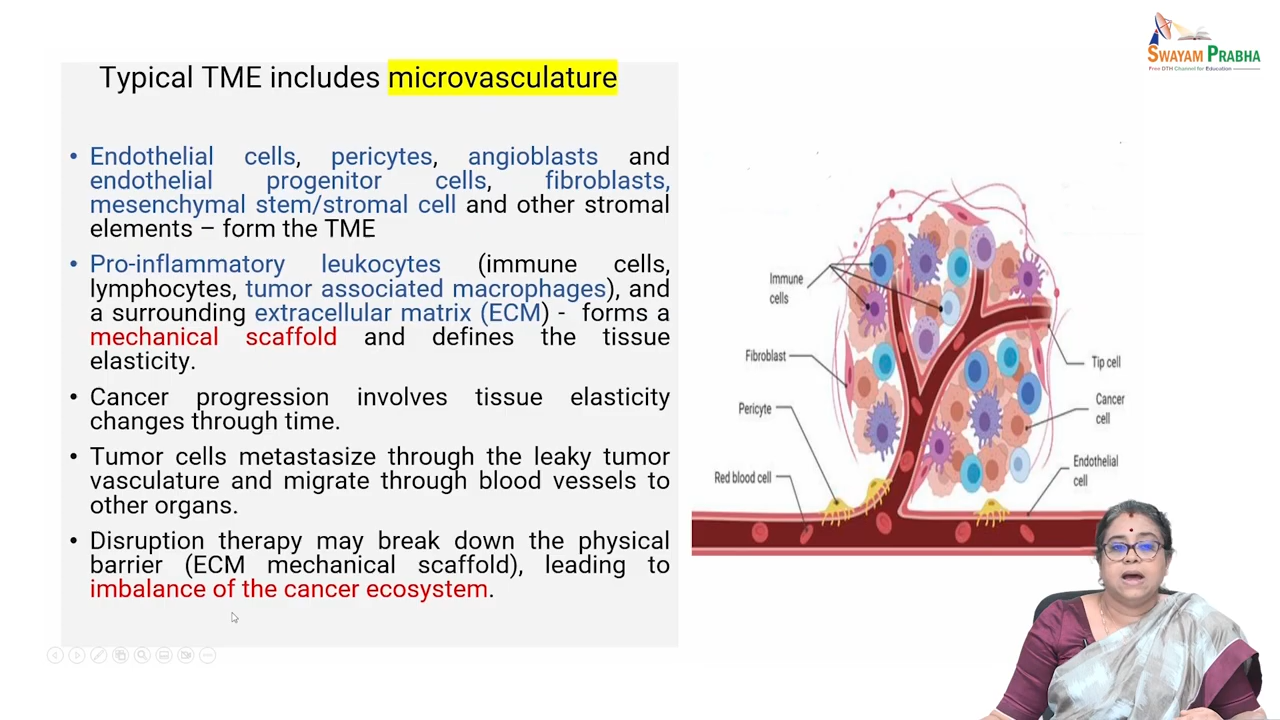 SWAYAM PRABHA
Free DTH Channel for Education
Typical TME includes microvasculature
• Endothelial cells, pericytes, angioblasts and
endothelial progenitor cells, fibroblasts,
mesenchymal stem/stromal cell and other stromal
elements – form the TME
• Pro-inflammatory leukocytes (immune cells,
lymphocytes, tumor associated macrophages), and
a surrounding extracellular matrix (ECM) - forms a
mechanical scaffold and defines the tissue
elasticity.
• Cancer progression involves tissue elasticity
changes through time.
• Tumor cells metastasize through the leaky tumor
vasculature and migrate through blood vessels to
other organs.
• Disruption therapy may break down the physical
barrier (ECM mechanical scaffold), leading to
imbalance of the cancer ecosystem.
Immune
cells
Fibroblast
Pericyte
Red blood cell
Tip cell
Cancer
cell
Endothelial
cell